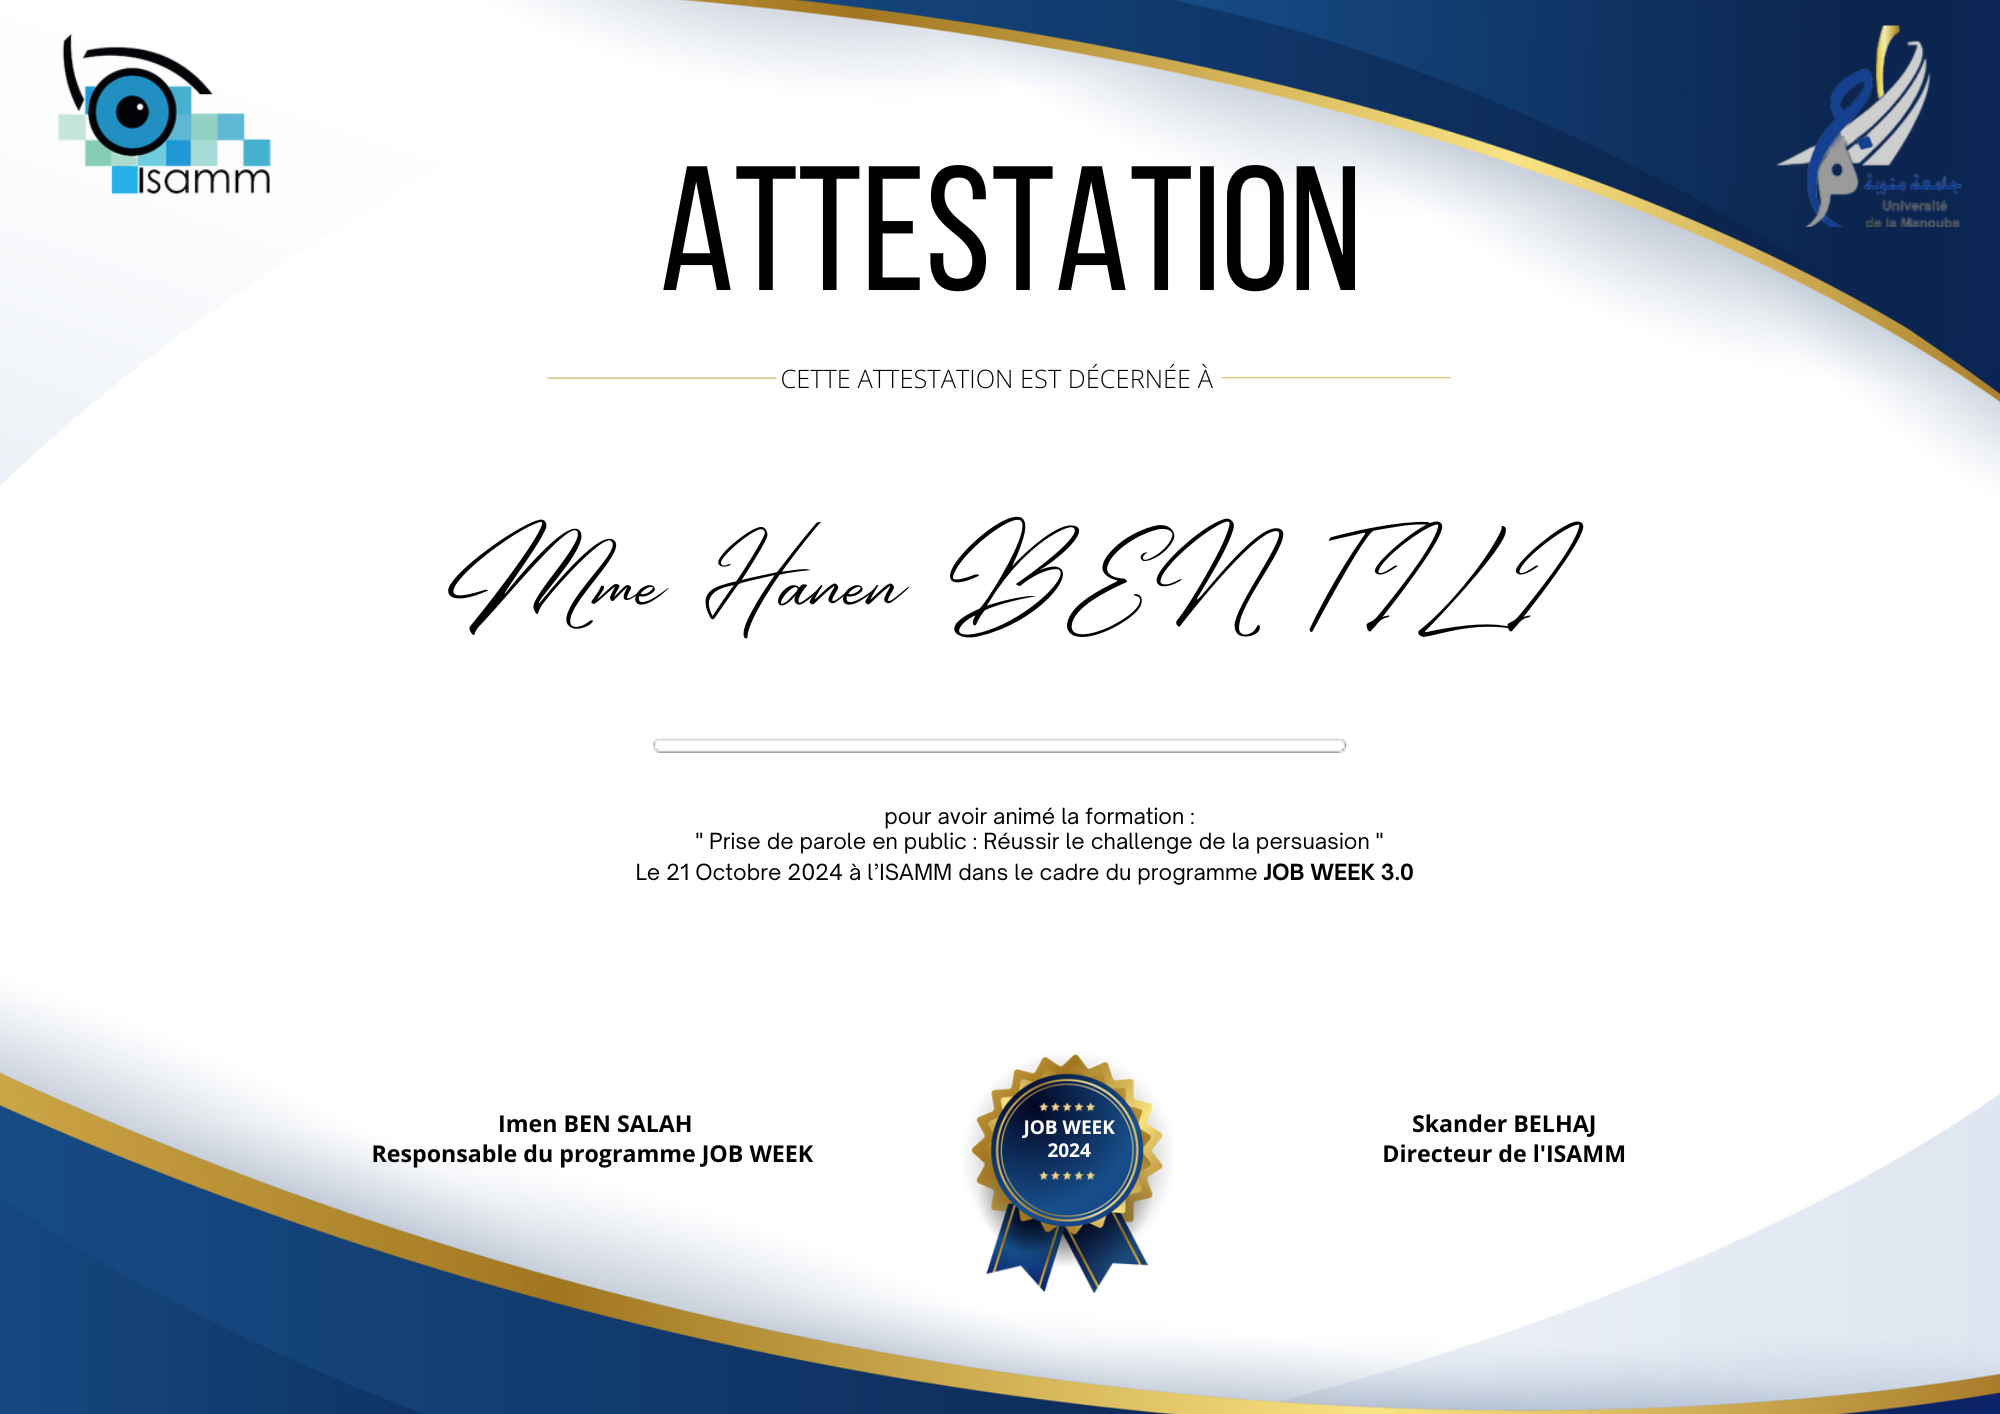 isamm
جامعة منوبة
Université
de la Manouba
ATTESTATION
CETTE ATTESTATION EST DÉCERNÉE À
Mme Hanen BEN TILI
pour avoir animé la formation :
" Prise de parole en public : Réussir le challenge de la persuasion "
Le 21 Octobre 2024 à l’ISAMM dans le cadre du programme JOB WEEK 3.0
Imen BEN SALAH
Responsable du programme JOB WEEK
JOB WEEK
2024
Skander BELHAJ
Directeur de l'ISAMM